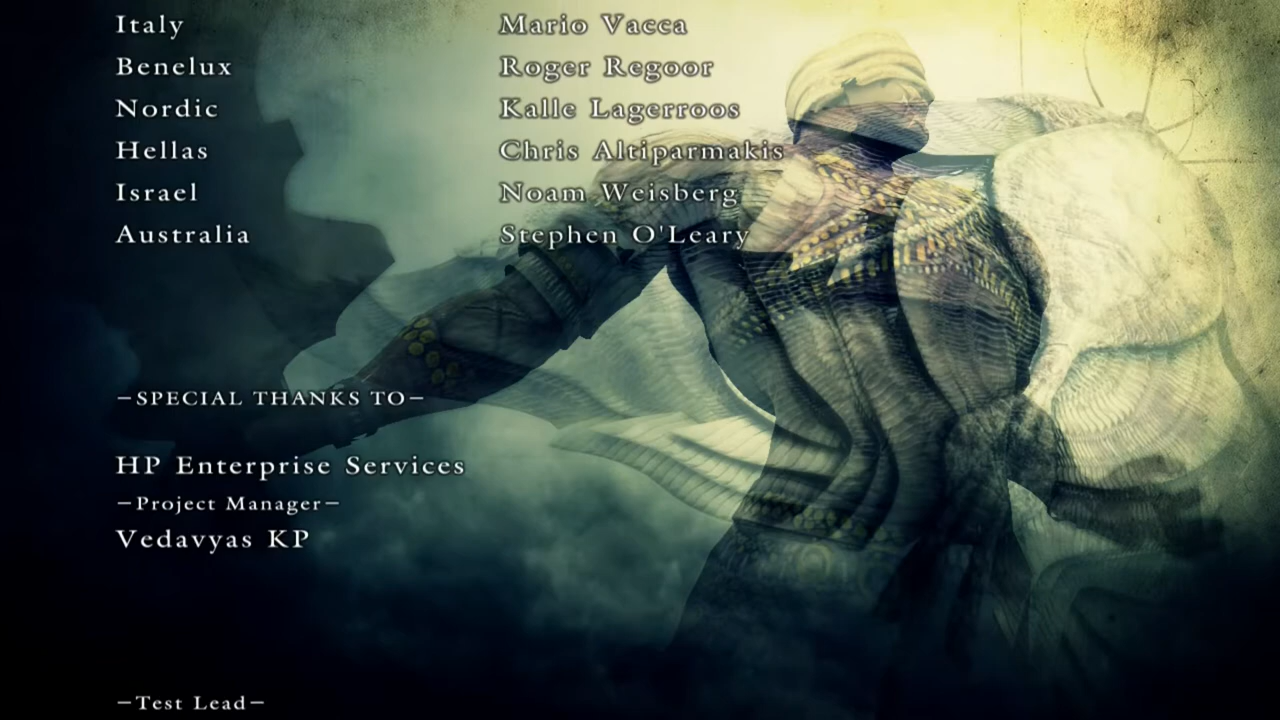 Italy Mario Vacca
Benelux Roger Regoor
Nordic Kalle Lagerroos
Hellas Chris Altiparmakis
Israel Noam Weisberg
Australia Stephen O'Leary
—SPECIAL THANKS TO—
HP Enterprise Services
—Project Manager—
Vedavyas KP
—Test Lead—